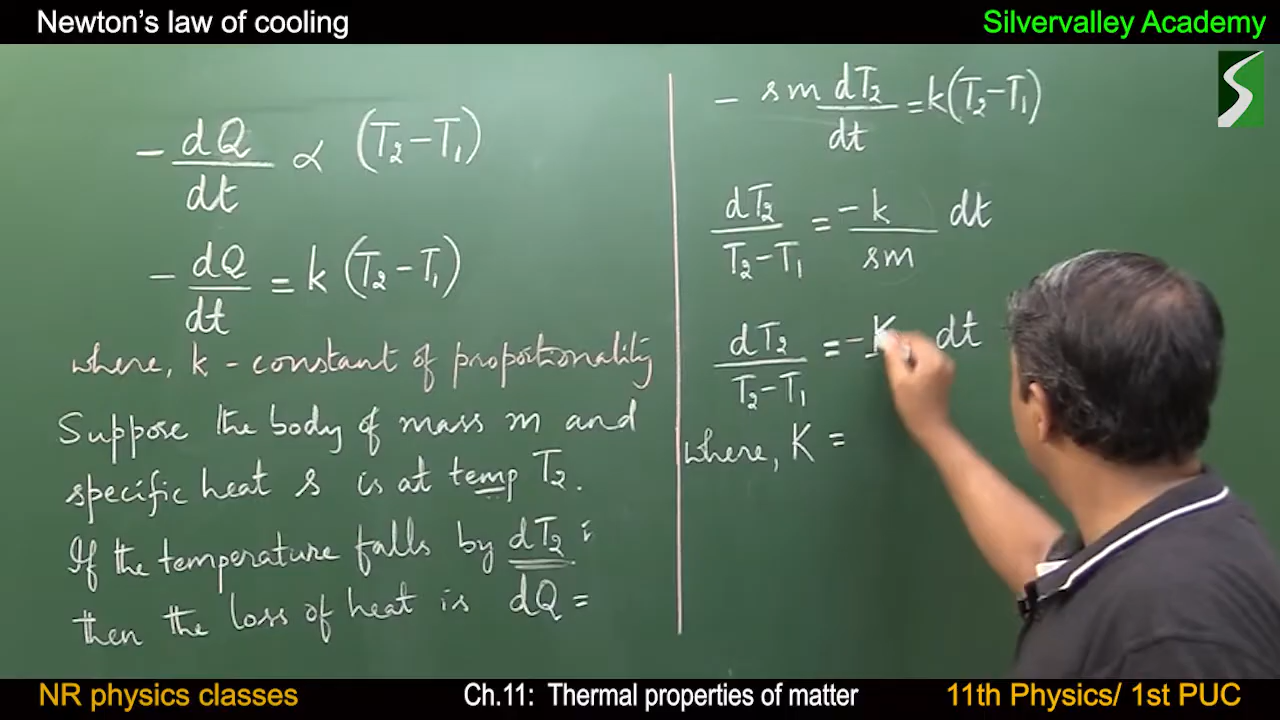 Newton's law of cooling
Silvervalley Academy
- dQ/dt ∝ (T₂-T₁)
- dQ/dt = k (T₂-T₁)
where, k - constant of proportionality
Suppose the body of mass m and
specific heat s is at temp T₂.
If the temperature falls by dT₂
then the loss of heat is dQ =
- sm dT₂/dt = k(T₂-T₁)
dT₂/T₂-T₁ = -k/sm dt
dT₂/T₂-T₁ = -K dt
where, K =
NR physics classes
Ch.11: Thermal properties of matter
11th Physics/ 1st PUC